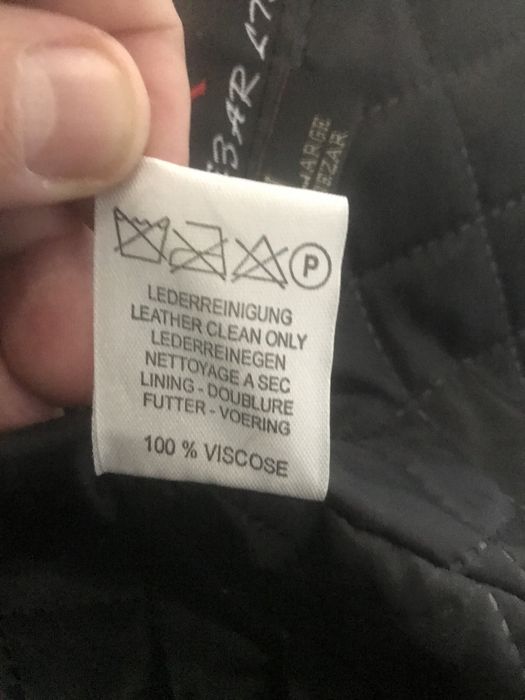 P
LEDERREINIGUNG
LEATHER CLEAN ONLY
LEDERREINEGEN
NETTOYAGE A SEC
LINING - DOUBLURE
FUTTER - VOERING
100 % VISCOSE